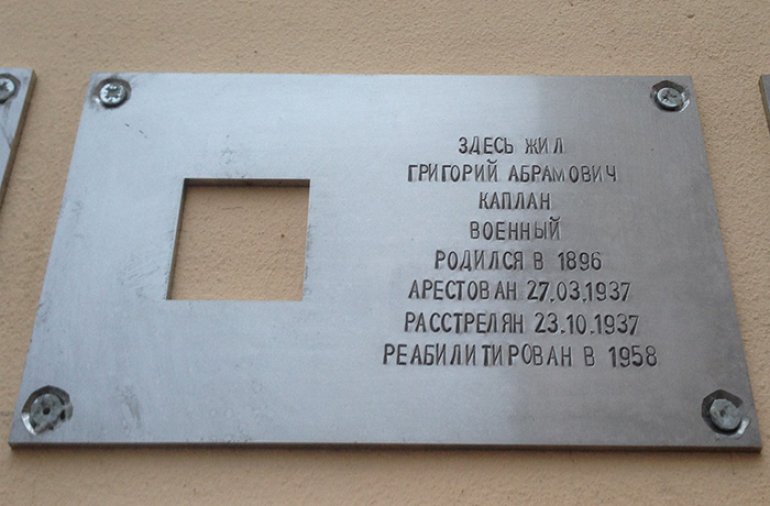 ЗДЕСЬ ЖИЛ
ГРИГОРИЙ АБРАМОВИЧ
КАПЛАН
ВОЕННЫЙ
РОДИЛСЯ В 1896
АРЕСТОВАН 27.03.1937
РАССТРЕЛЯН 23.10.1937
РЕАБИЛИТИРОВАН В 1958